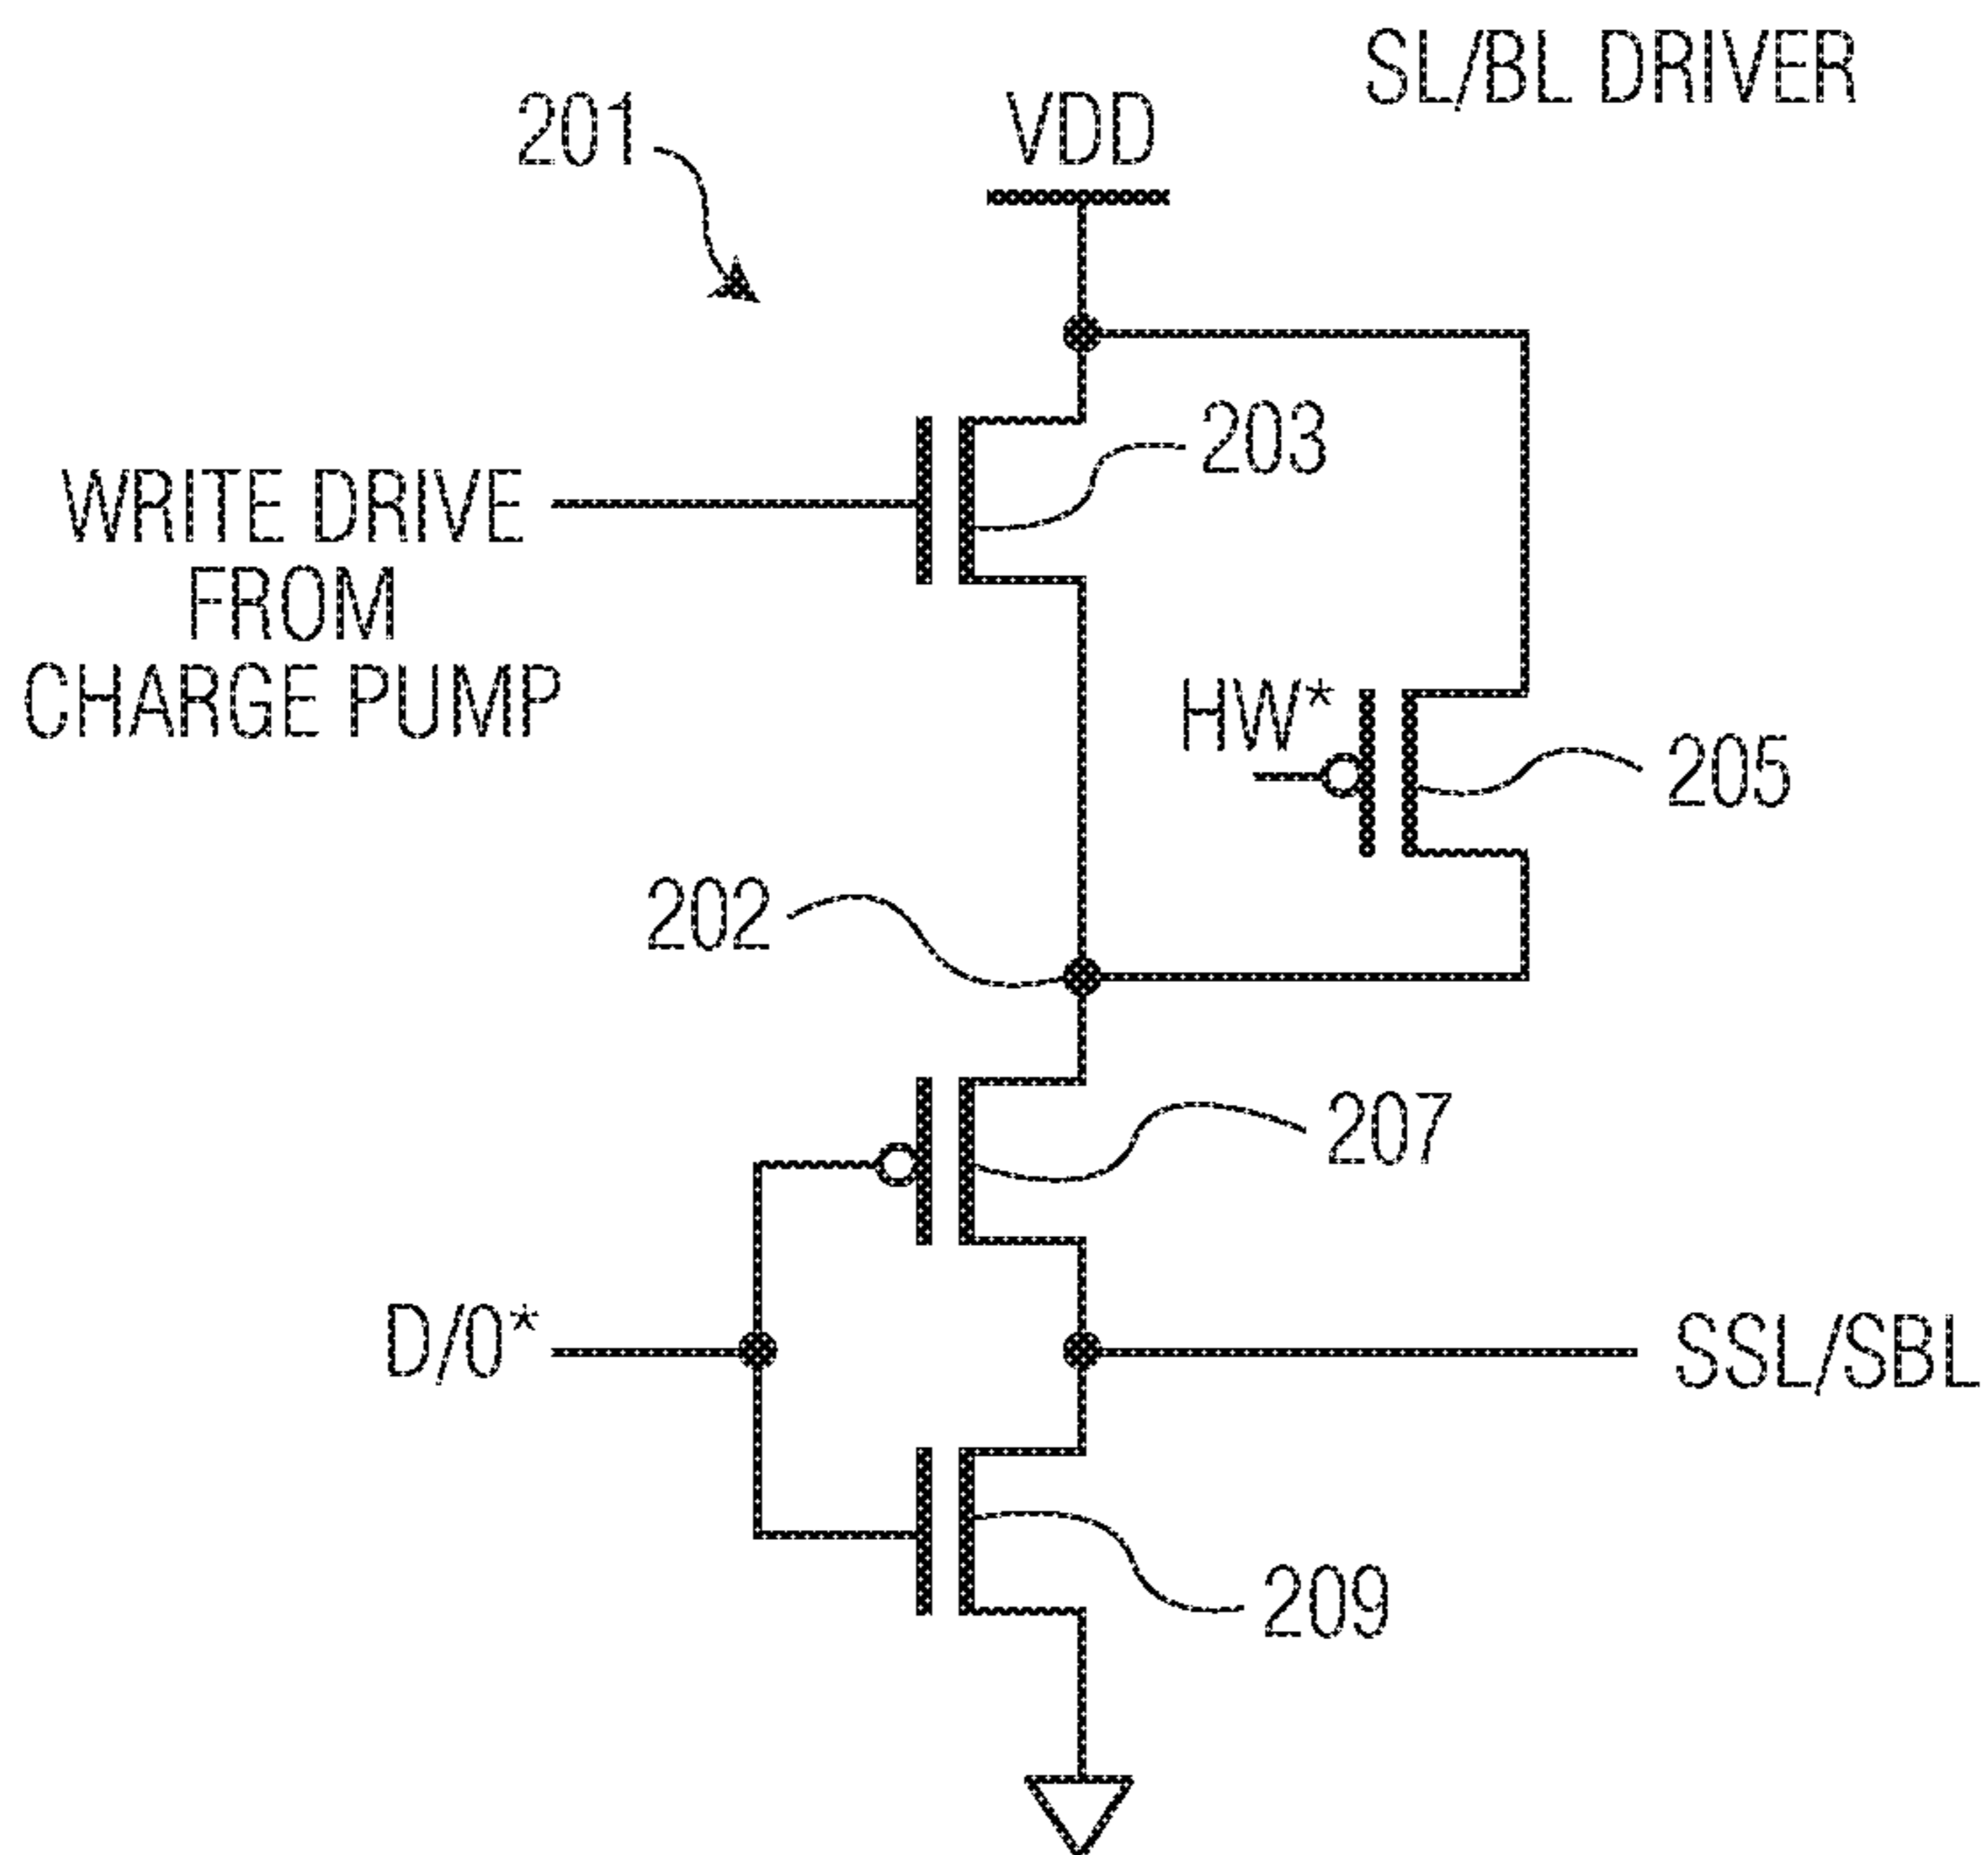 SL/BL DRIVER
201
VDD
203
WRITE DRIVE
FROM
CHARGE PUMP
HW*
205
202
207
D/0*
SSL/SBL
209